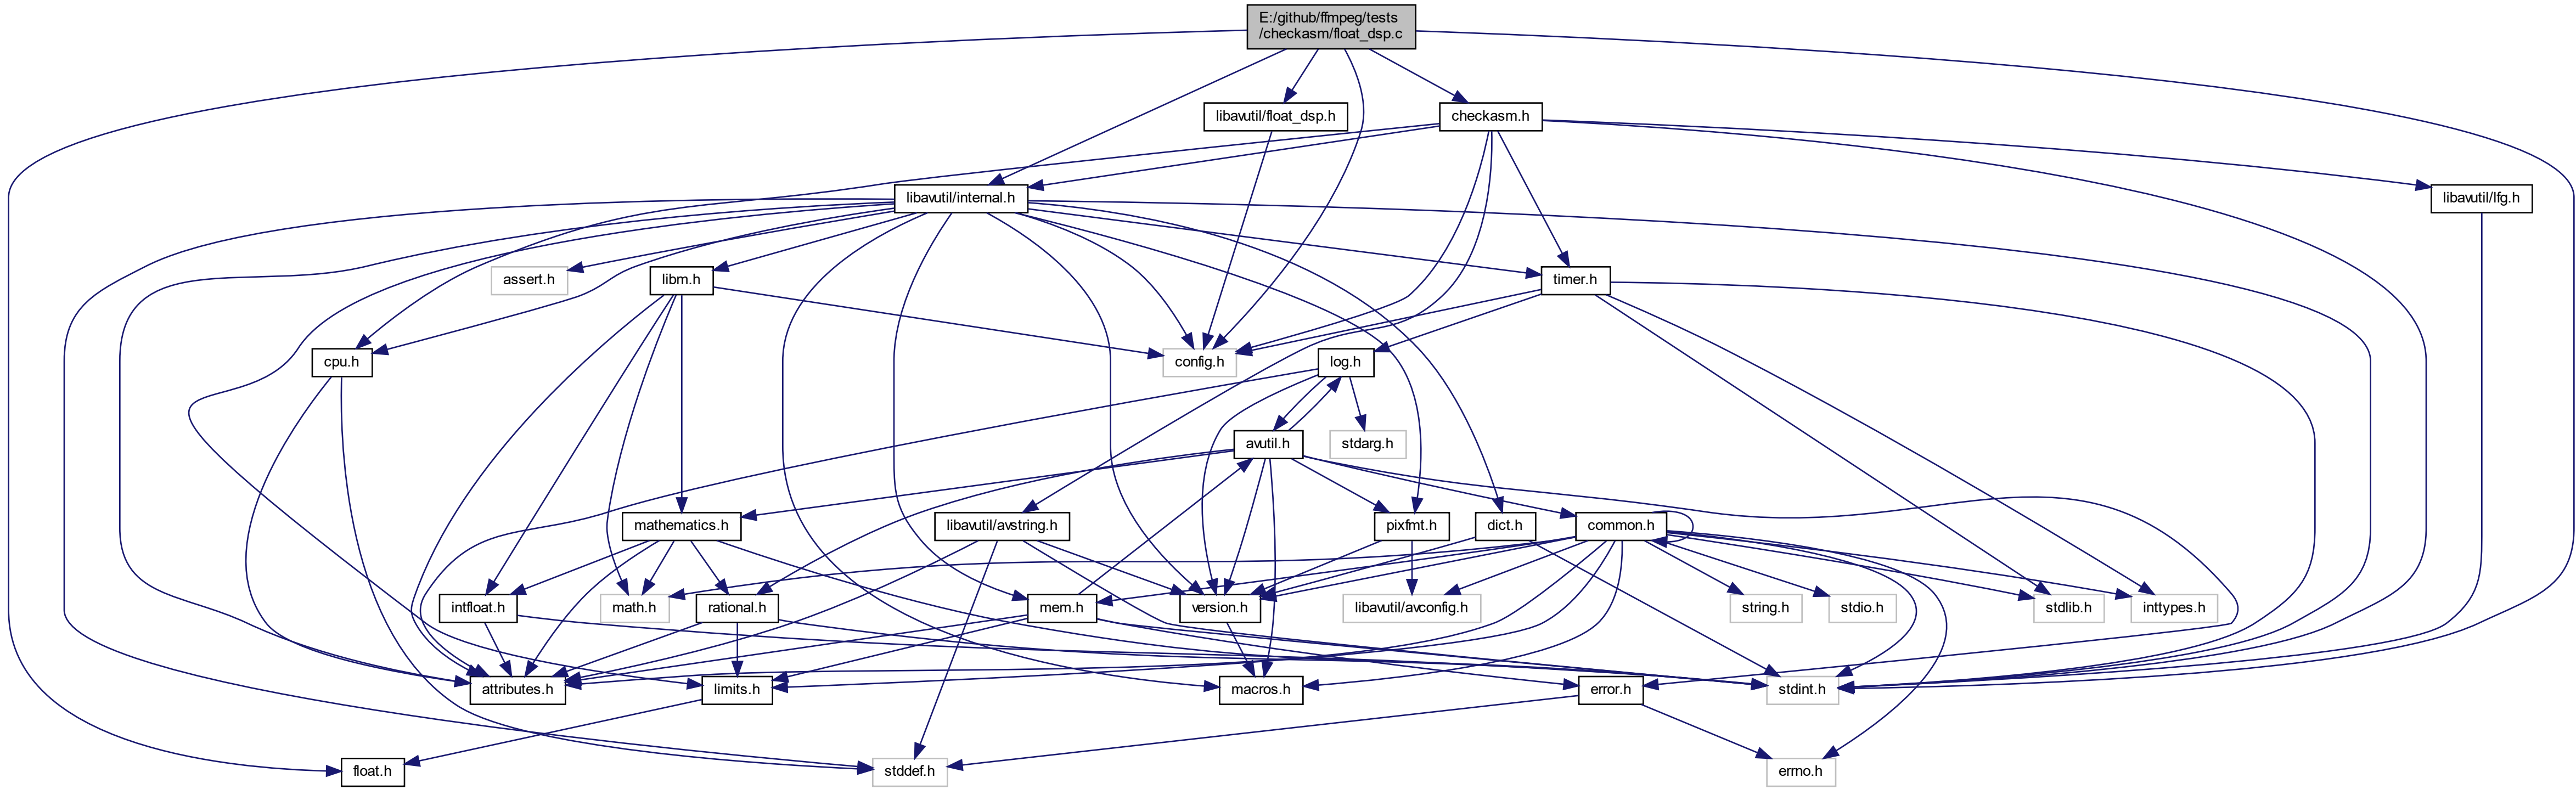 E:/github/ffmpeg/tests
/checkasm/float_dsp.c
libavutil/float_dsp.h
checkasm.h
libavutil/internal.h
libavutil/lfg.h
assert.h
libm.h
timer.h
cpu.h
config.h
log.h
avutil.h
stdarg.h
mathematics.h
libavutil/avstring.h
pixfmt.h
dict.h
common.h
intfloat.h
math.h
rational.h
mem.h
version.h
libavutil/avconfig.h
string.h
stdio.h
stdlib.h
inttypes.h
attributes.h
limits.h
macros.h
error.h
stdint.h
float.h
stddef.h
errno.h